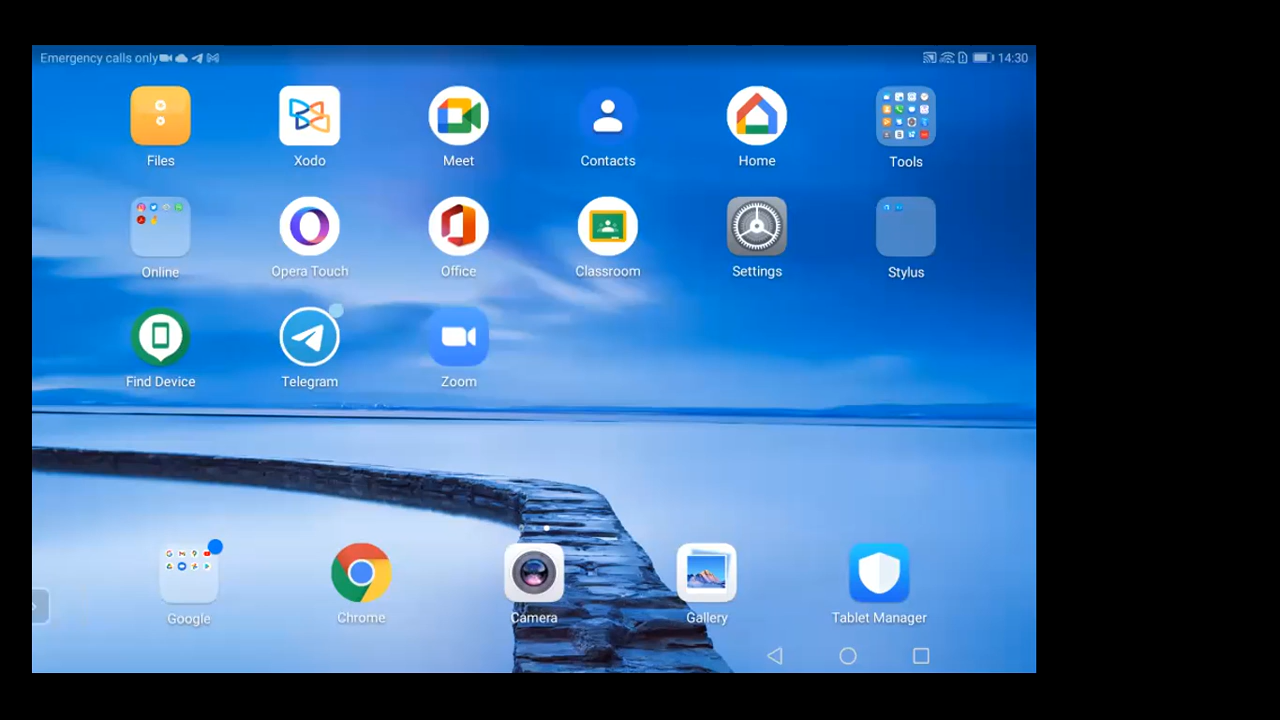 Emergency calls only
14:30
Files
Xodo
Meet
Contacts
Home
Tools
Online
Opera Touch
Office
Classroom
Settings
Stylus
Find Device
Telegram
Zoom
Google
Chrome
Camera
Gallery
Tablet Manager